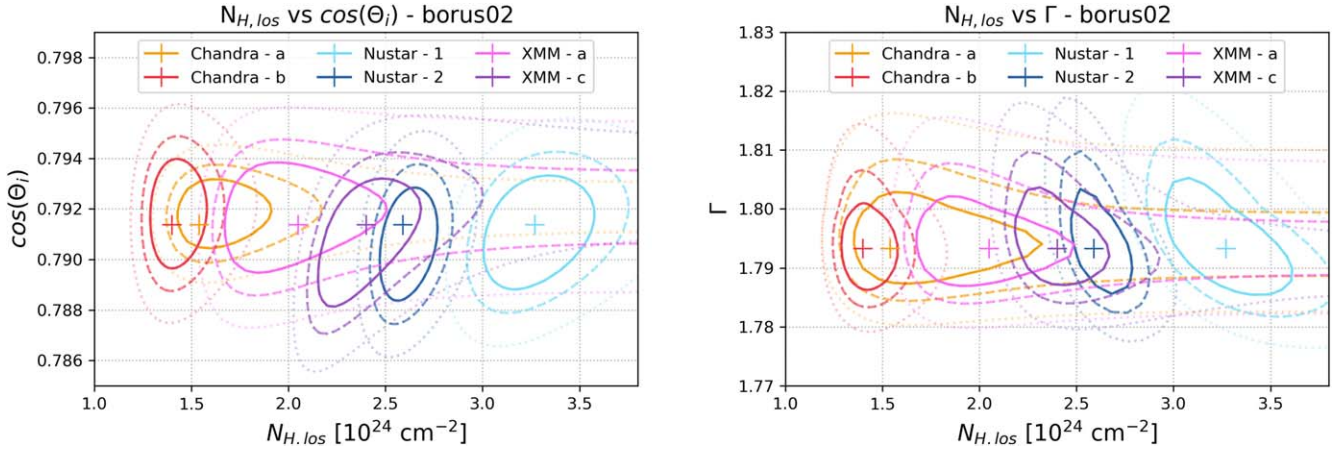 N_{H,los} vs cos(Θ_i) - borus02
Chandra - a
Chandra - b
Nustar - 1
Nustar - 2
XMM - a
XMM - c
0.798
0.796
0.794
0.792
0.790
0.788
0.786
cos(Θ_i)
1.0 1.5 2.0 2.5 3.0 3.5
N_{H.los} [10^{24} cm^{-2}]
N_{H,los} vs Γ - borus02
Chandra - a
Chandra - b
Nustar - 1
Nustar - 2
XMM - a
XMM - c
1.83
1.82
1.81
1.80
1.79
1.78
1.77
Γ
1.0 1.5 2.0 2.5 3.0 3.5
N_{H.los} [10^{24} cm^{-2}]